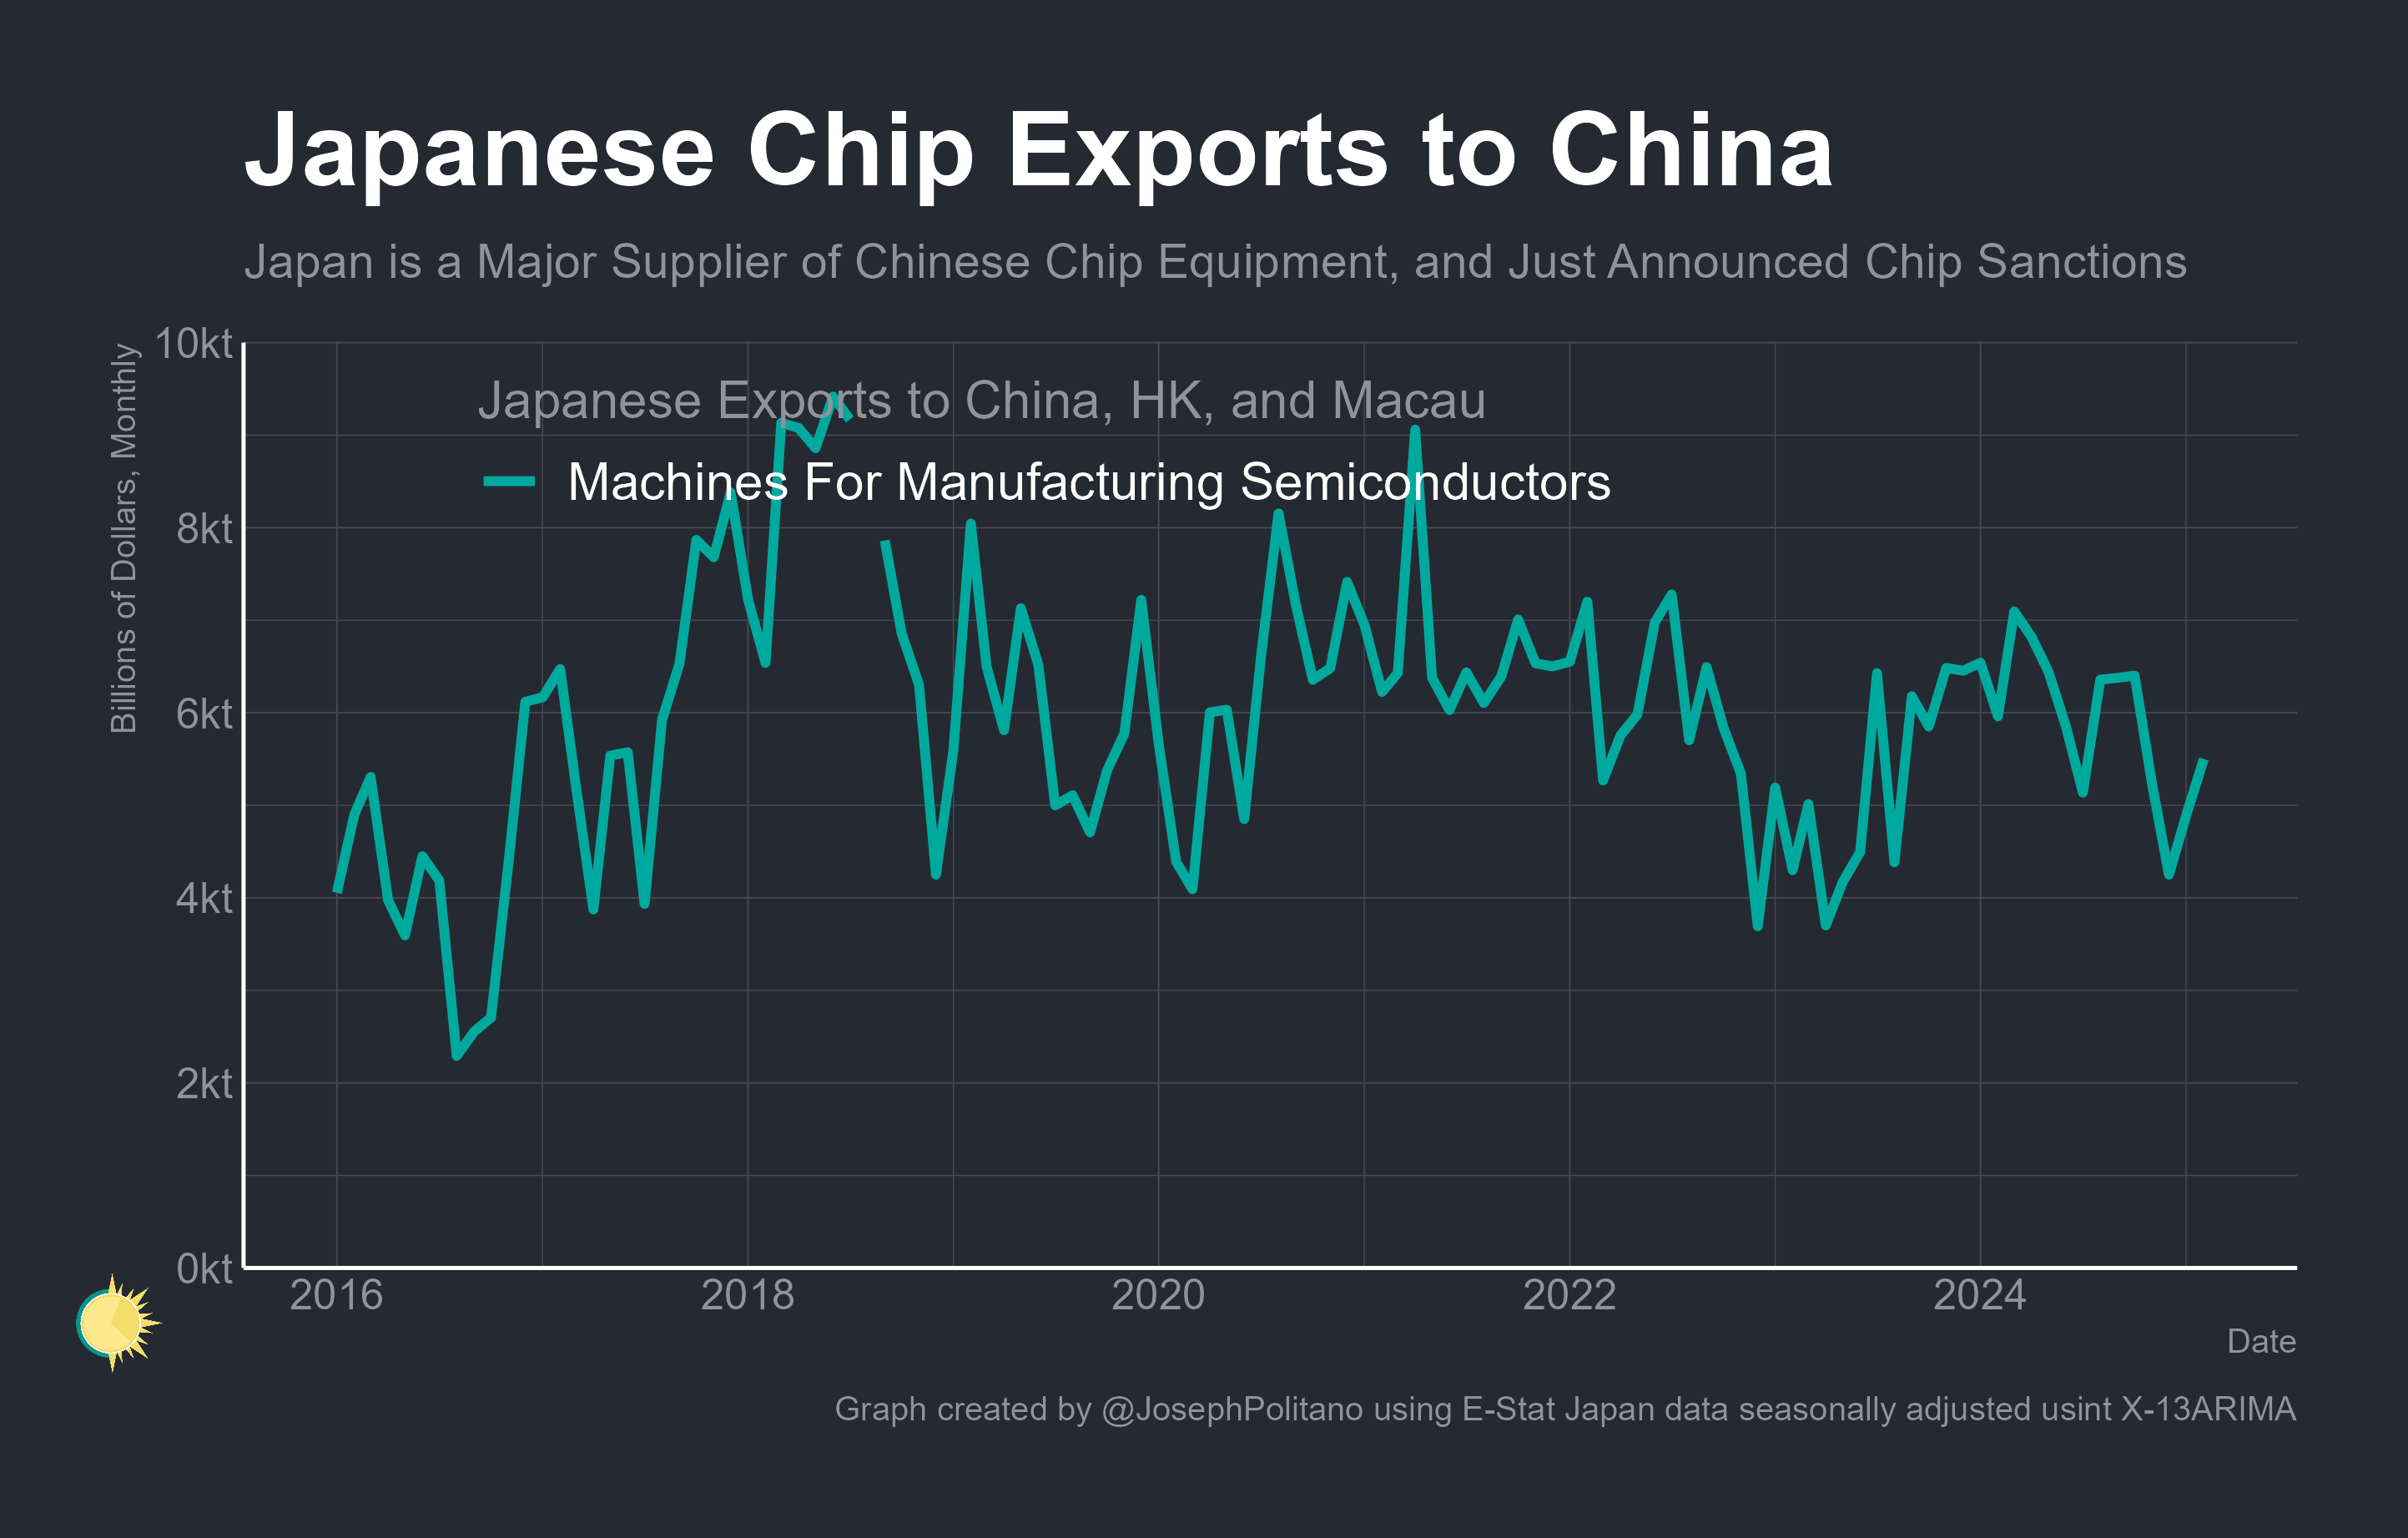 Japanese Chip Exports to China
Japan is a Major Supplier of Chinese Chip Equipment, and Just Announced Chip Sanctions
Billions of Dollars, Monthly
10kt
8kt
6kt
4kt
2kt
0kt
Japanese Exports to China, HK, and Macau
Machines For Manufacturing Semiconductors
2016
2018
2020
2022
2024
Date
Graph created by @JosephPolitano using E-Stat Japan data seasonally adjusted usint X-13ARIMA